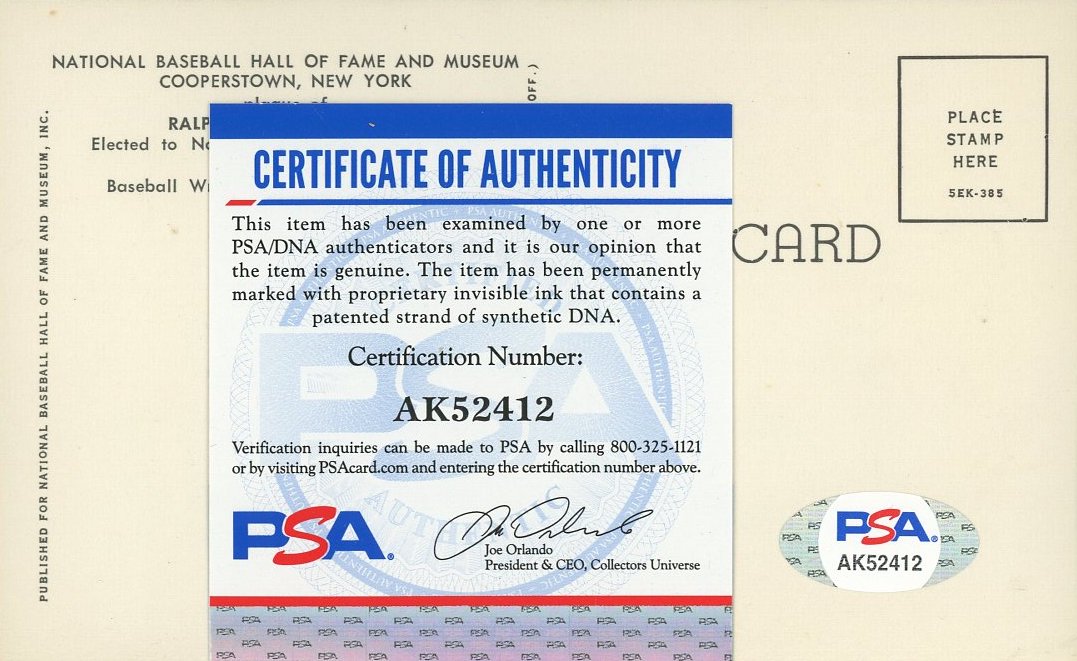 NATIONAL BASEBALL HALL OF FAME AND MUSEUM
COOPERSTOWN, NEW YORK
plaque of
RALP
Elected to Na
Baseball Wr
OFF.)
PUBLISHED FOR NATIONAL BASEBALL HALL OF FAME AND MUSEUM, INC.
PLACE
STAMP
HERE
5EK-385
CARD
CERTIFICATE OF AUTHENTICITY
This item has been examined by one or more
PSA/DNA authenticators and it is our opinion that
the item is genuine. The item has been permanently
marked with proprietary invisible ink that contains a
patented strand of synthetic DNA.
Certification Number:
AK52412
Verification inquiries can be made to PSA by calling 800-325-1121
or by visiting PSAcard.com and entering the certification number above.
PSA®
Joe Orlando
President & CEO, Collectors Universe
PSA®
AK52412